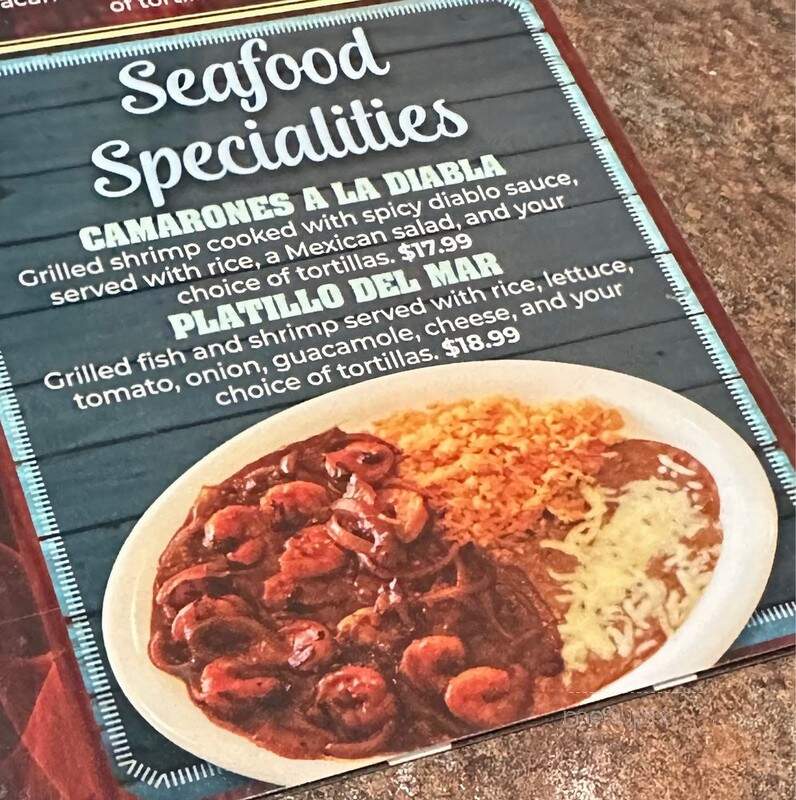 of tortil
Seafood
Specialities
CAMARONES A LA DIABLA
Grilled shrimp cooked with spicy diablo sauce,
served with rice, a Mexican salad, and your
choice of tortillas. $17.99
PLATILLO DEL MAR
Grilled fish and shrimp served with rice, lettuce,
tomato, onion, guacamole, cheese, and your
choice of tortillas. $18.99